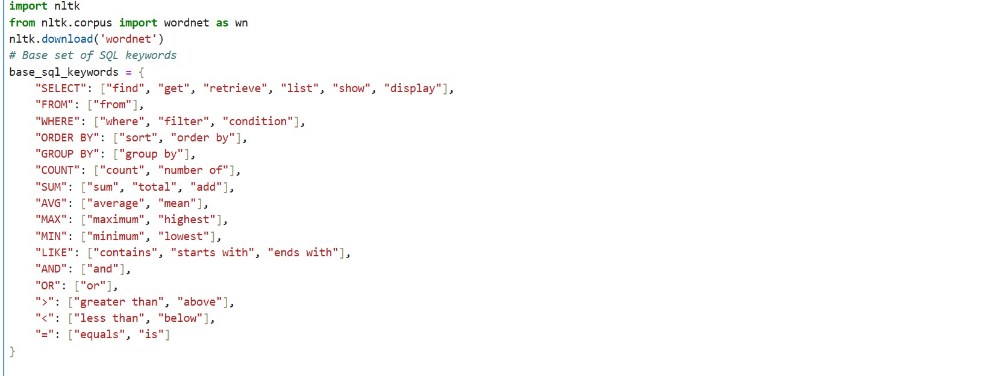 import nltk
from nltk.corpus import wordnet as wn
nltk.download('wordnet')
# Base set of SQL keywords
base_sql_keywords = {
    "SELECT": ["find", "get", "retrieve", "list", "show", "display"],
    "FROM": ["from"],
    "WHERE": ["where", "filter", "condition"],
    "ORDER BY": ["sort", "order by"],
    "GROUP BY": ["group by"],
    "COUNT": ["count", "number of"],
    "SUM": ["sum", "total", "add"],
    "AVG": ["average", "mean"],
    "MAX": ["maximum", "highest"],
    "MIN": ["minimum", "lowest"],
    "LIKE": ["contains", "starts with", "ends with"],
    "AND": ["and"],
    "OR": ["or"],
    ">": ["greater than", "above"],
    "<": ["less than", "below"],
    "=": ["equals", "is"]
}